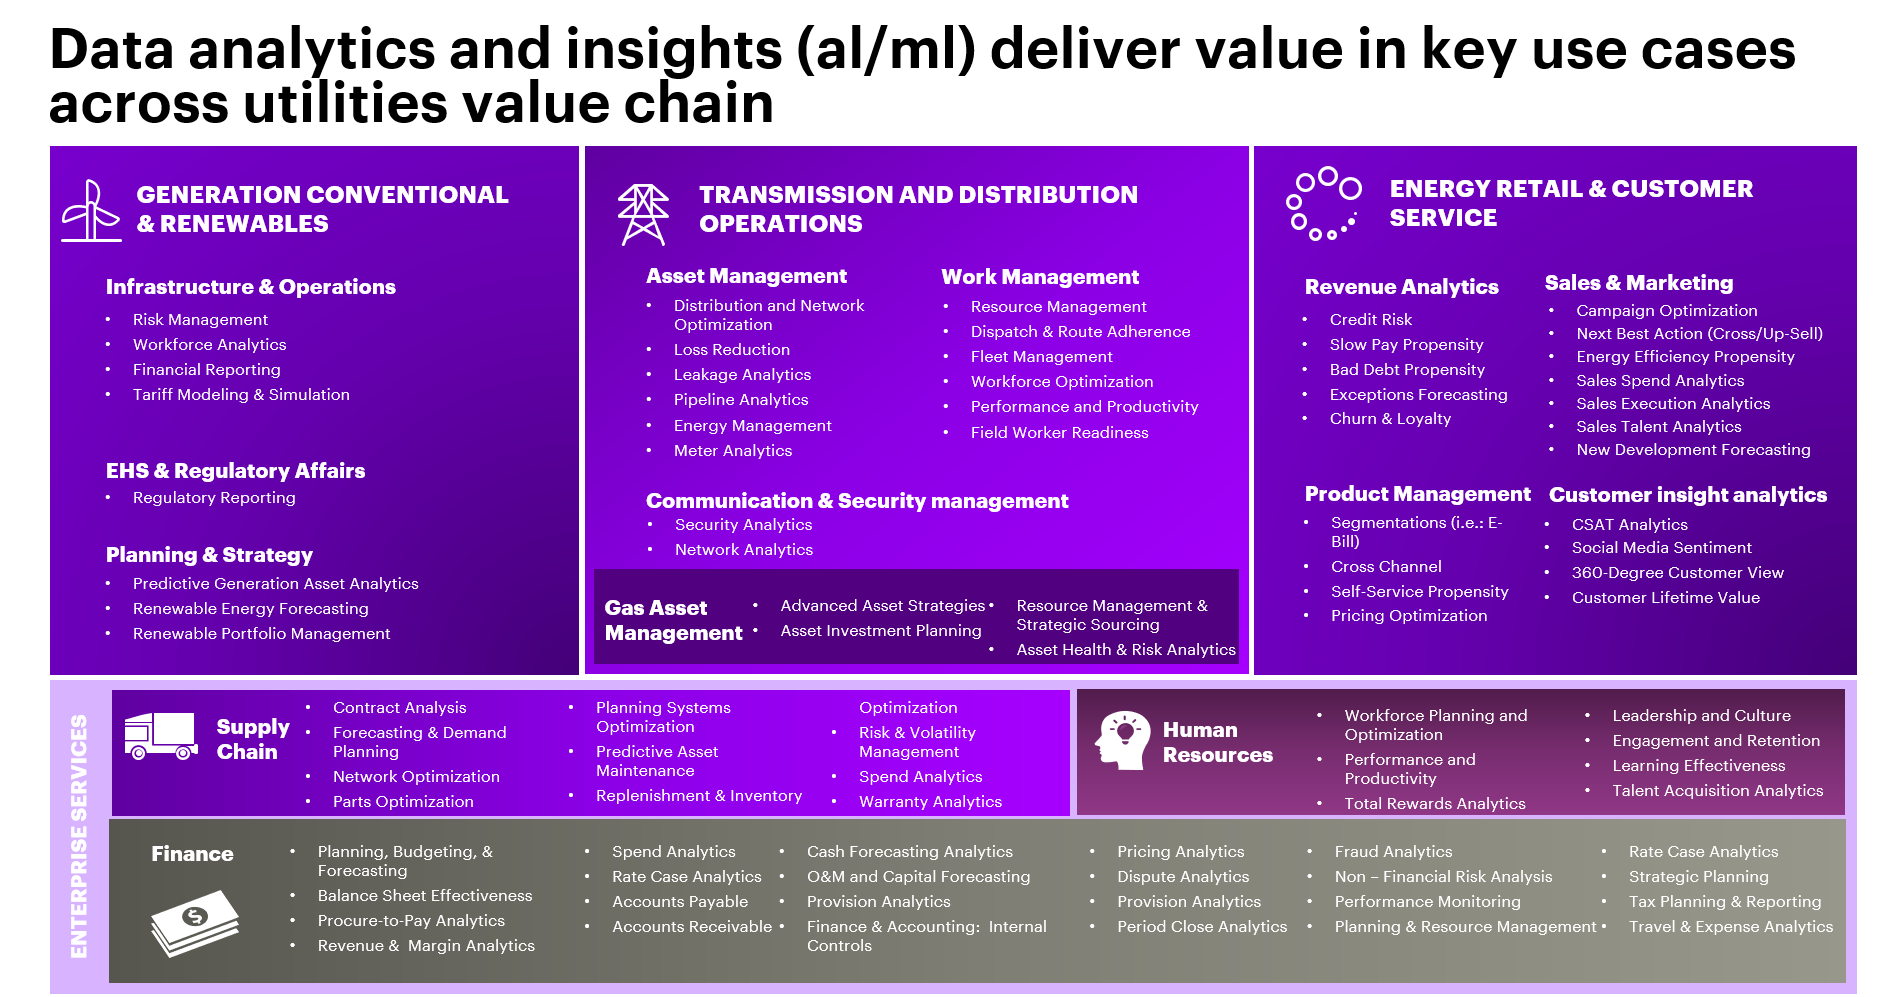 Data analytics and insights (al/ml) deliver value in key use cases
across utilities value chain
GENERATION CONVENTIONAL
& RENEWABLES
Infrastructure & Operations
• Risk Management
• Workforce Analytics
• Financial Reporting
• Tariff Modeling & Simulation
EHS & Regulatory Affairs
• Regulatory Reporting
Planning & Strategy
• Predictive Generation Asset Analytics
• Renewable Energy Forecasting
• Renewable Portfolio Management
TRANSMISSION AND DISTRIBUTION
OPERATIONS
Asset Management
• Distribution and Network
Optimization
• Loss Reduction
• Leakage Analytics
• Pipeline Analytics
• Energy Management
• Meter Analytics
Work Management
• Resource Management
• Dispatch & Route Adherence
• Fleet Management
• Workforce Optimization
• Performance and Productivity
• Field Worker Readiness
Communication & Security management
• Security Analytics
• Network Analytics
Gas Asset
Management
• Advanced Asset Strategies
• Asset Investment Planning
• Resource Management &
Strategic Sourcing
• Asset Health & Risk Analytics
ENERGY RETAIL & CUSTOMER
SERVICE
Revenue Analytics
• Credit Risk
• Slow Pay Propensity
• Bad Debt Propensity
• Exceptions Forecasting
• Churn & Loyalty
Sales & Marketing
• Campaign Optimization
• Next Best Action (Cross/Up-Sell)
• Energy Efficiency Propensity
• Sales Spend Analytics
• Sales Execution Analytics
• Sales Talent Analytics
• New Development Forecasting
Product Management
• Segmentations (i.e.: E-
Bill)
• Cross Channel
• Self-Service Propensity
• Pricing Optimization
Customer insight analytics
• CSAT Analytics
• Social Media Sentiment
• 360-Degree Customer View
• Customer Lifetime Value
ENTERPRISE SERVICES
Supply
Chain
• Contract Analysis
• Forecasting & Demand
Planning
• Network Optimization
• Parts Optimization
• Planning Systems
Optimization
• Predictive Asset
Maintenance
• Replenishment & Inventory
Optimization
• Risk & Volatility
Management
• Spend Analytics
• Warranty Analytics
Human
Resources
• Workforce Planning and
Optimization
• Performance and
Productivity
• Total Rewards Analytics
• Leadership and Culture
• Engagement and Retention
• Learning Effectiveness
• Talent Acquisition Analytics
Finance
• Planning, Budgeting, &
Forecasting
• Balance Sheet Effectiveness
• Procure-to-Pay Analytics
• Revenue & Margin Analytics
• Spend Analytics
• Rate Case Analytics
• Accounts Payable
• Accounts Receivable
• Cash Forecasting Analytics
• O&M and Capital Forecasting
• Provision Analytics
• Finance & Accounting: Internal
Controls
• Pricing Analytics
• Dispute Analytics
• Provision Analytics
• Period Close Analytics
• Fraud Analytics
• Non – Financial Risk Analysis
• Performance Monitoring
• Planning & Resource Management
• Rate Case Analytics
• Strategic Planning
• Tax Planning & Reporting
• Travel & Expense Analytics